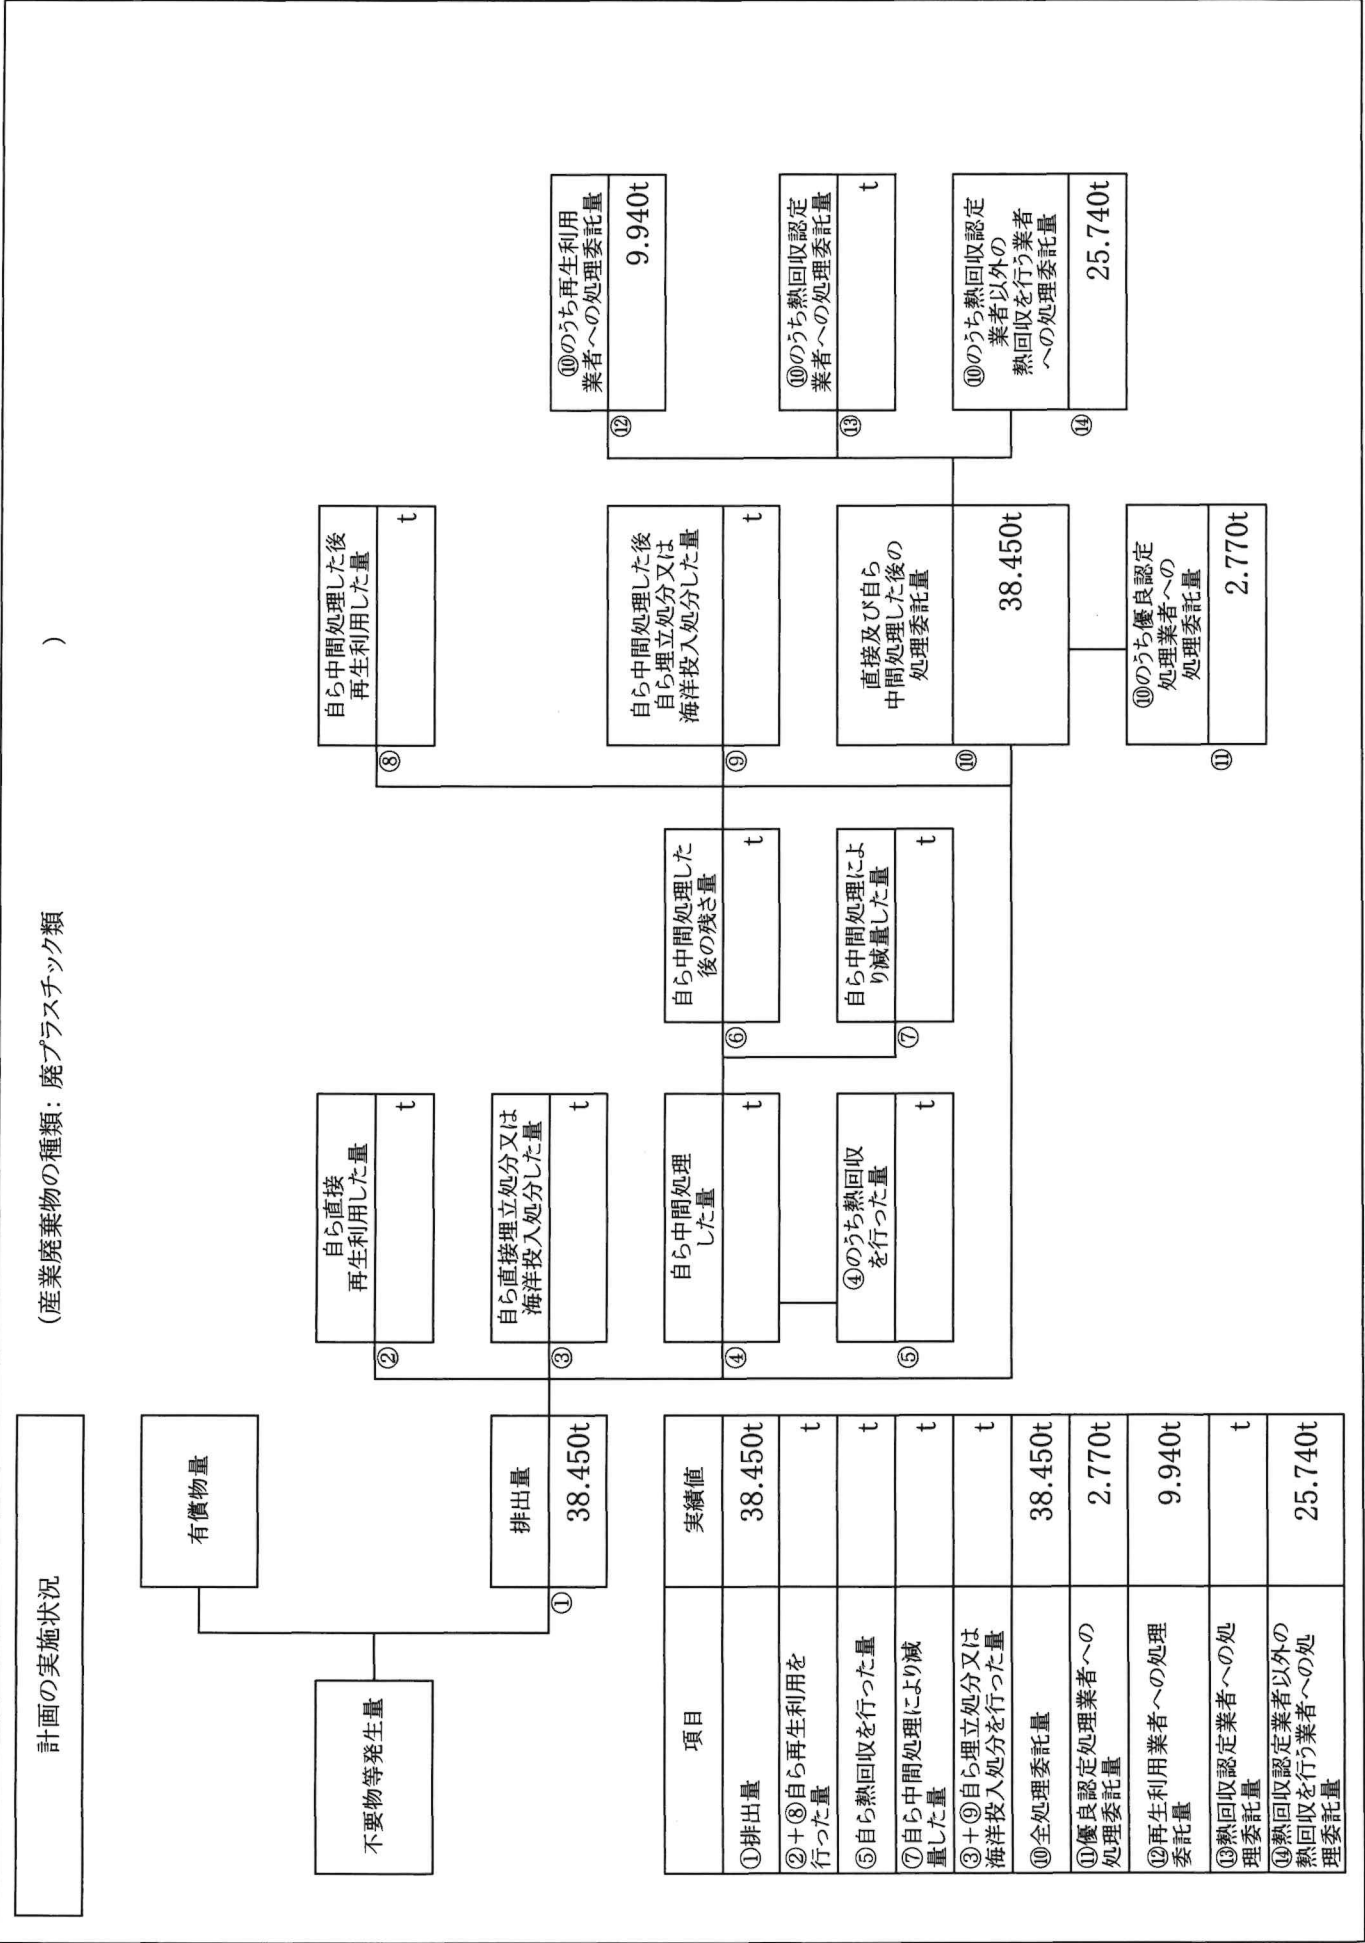 計画の実施状況
(産業廃棄物の種類：廃プラスチック類 )
不要物等発生量
有償物量
排出量
①
38.450t
自ら直接
再生利用した量
②
t
自ら直接埋立処分又は
海洋投入処分した量
③
t
自ら中間処理
した量
④
t
④のうち熱回収
を行った量
⑤
t
自ら中間処理した
後の残さ量
⑥
t
自ら中間処理によ
り減量した量
⑦
t
自ら中間処理した後
再生利用した量
⑧
t
自ら中間処理した後
自ら埋立処分又は
海洋投入処分した量
⑨
t
直接及び自ら
中間処理した後の
処理委託量
⑩
38.450t
⑩のうち優良認定
処理業者への
処理委託量
⑪
2.770t
⑩のうち再生利用
業者への処理委託量
⑫
9.940t
⑩のうち熱回収認定
業者への処理委託量
⑬
t
⑩のうち熱回収認定
業者以外の
熱回収を行う業者
への処理委託量
⑭
25.740t
項目 実績値
①排出量 38.450t
②+⑧自ら再生利用を
行った量 t
⑤自ら熱回収を行った量 t
⑦自ら中間処理により減
量した量 t
③+⑨自ら埋立処分又は
海洋投入処分を行った量 t
⑩全処理委託量 38.450t
⑪優良認定処理業者への
処理委託量 2.770t
⑫再生利用業者への処理
委託量 9.940t
⑬熱回収認定業者への処
理委託量 t
⑭熱回収認定業者以外の
熱回収を行う業者への処
理委託量 25.740t